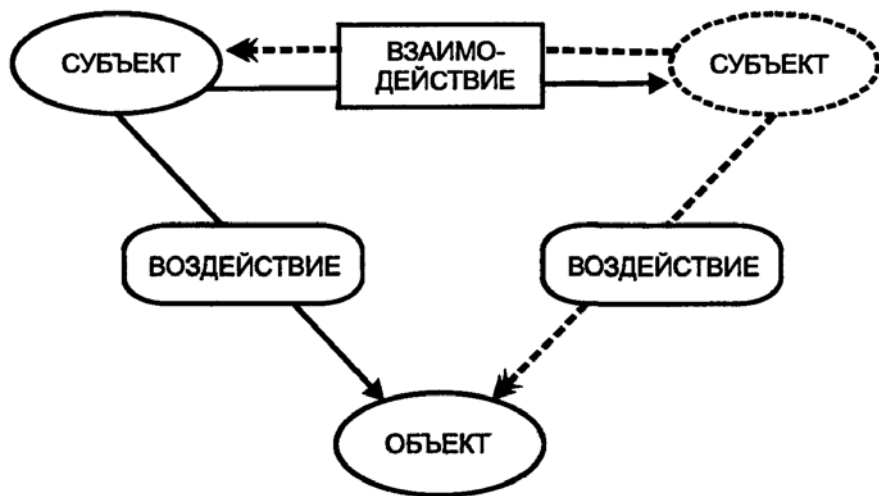 СУБЪЕКТ
ВЗАИМО-
ДЕЙСТВИЕ
СУБЪЕКТ
ВОЗДЕЙСТВИЕ
ВОЗДЕЙСТВИЕ
ОБЪЕКТ